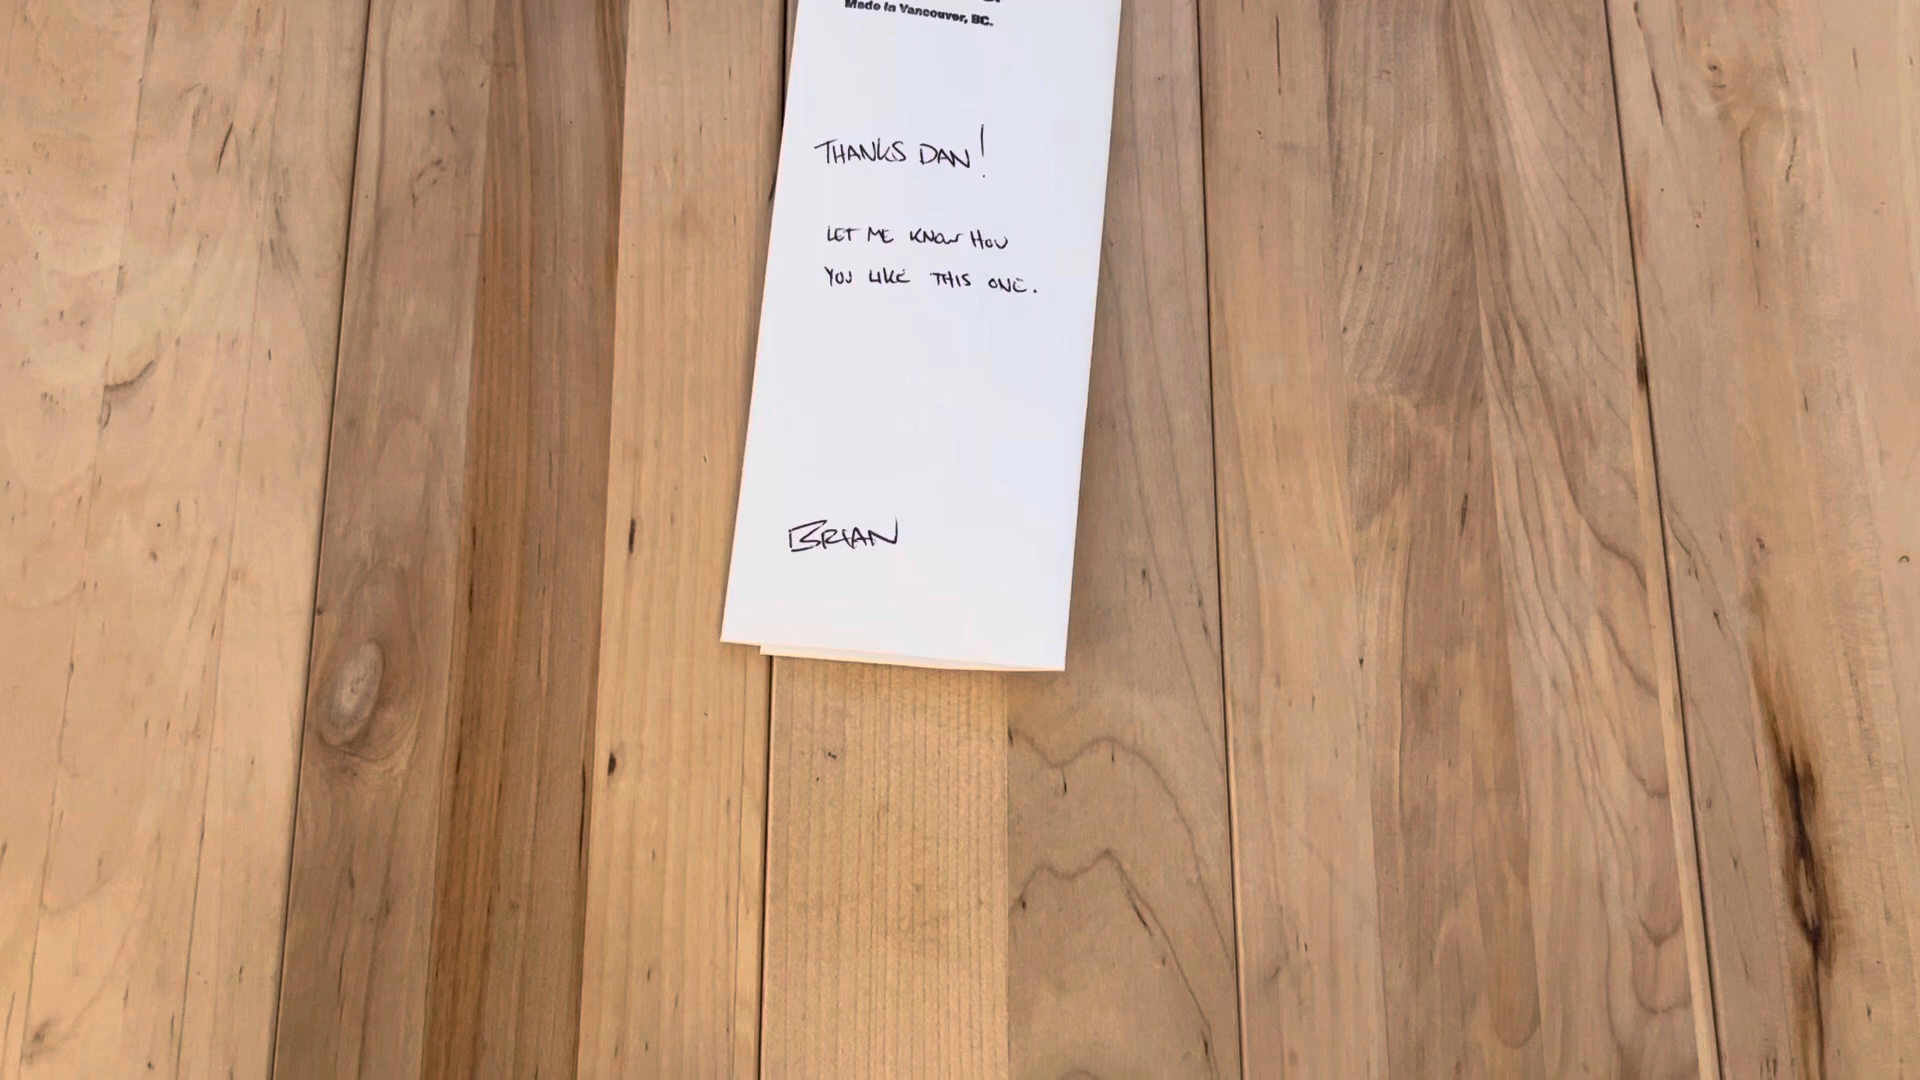 Made in Vancouver, BC.
THANKS DAN!
LET ME KNOW HOW
YOU LIKE THIS ONE.
BRIAN